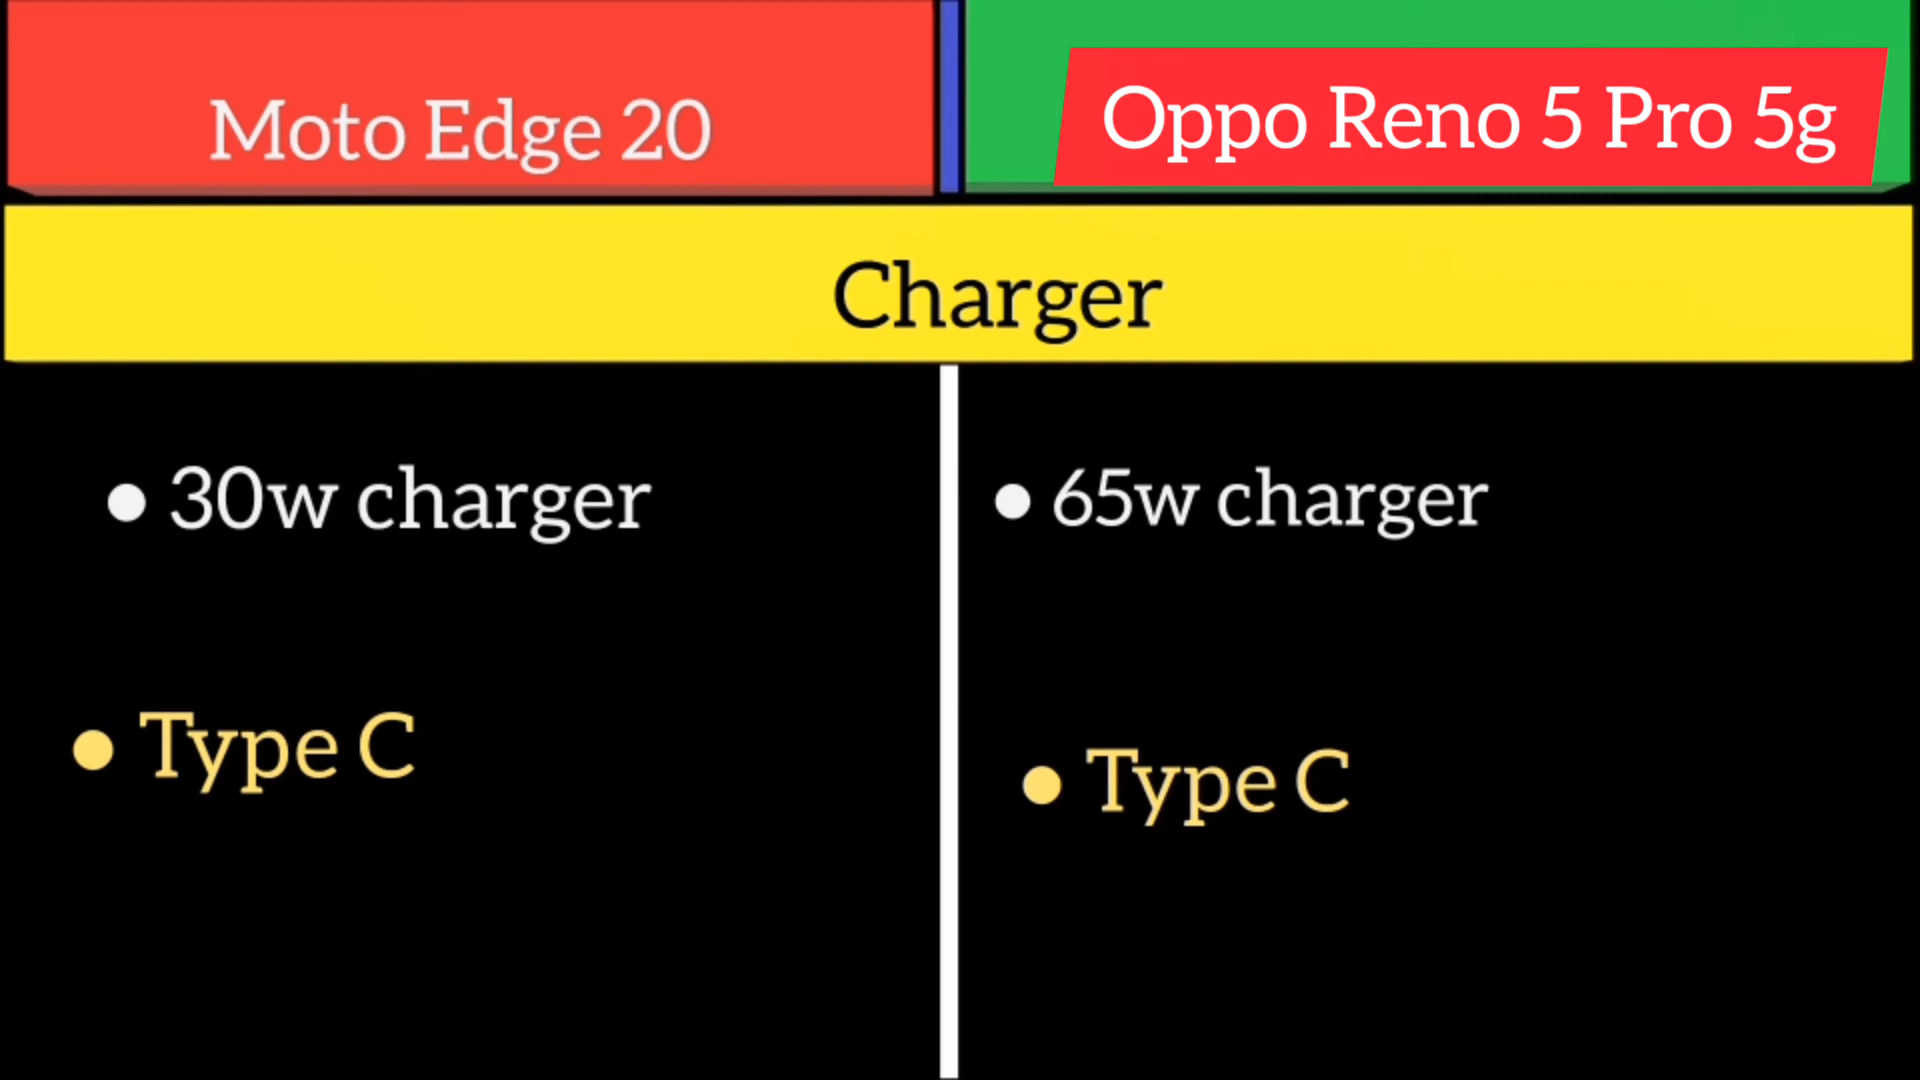 Moto Edge 20
Oppo Reno 5 Pro 5g
Charger
• 30w charger
• 65w charger
• Type C
• Type C